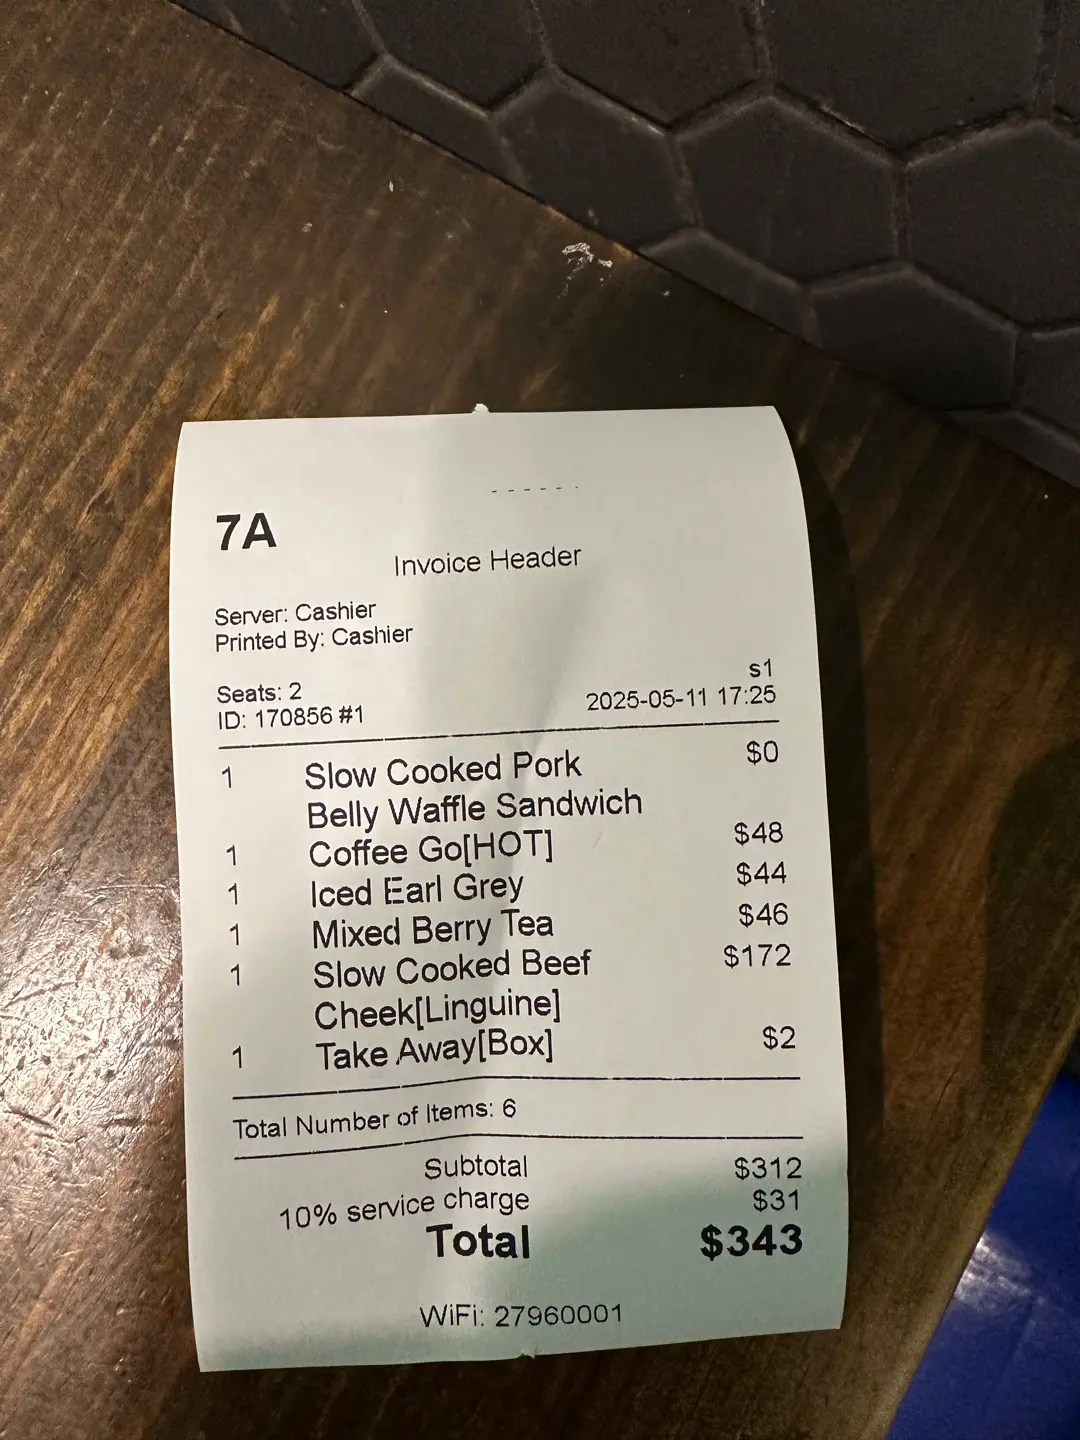 7A
Invoice Header
Server: Cashier
Printed By: Cashier
s1
Seats: 2
2025-05-11 17:25
ID: 170856 #1
1 Slow Cooked Pork $0
Belly Waffle Sandwich
1 Coffee Go[HOT] $48
1 Iced Earl Grey $44
1 Mixed Berry Tea $46
1 Slow Cooked Beef $172
Cheek[Linguine]
1 Take Away[Box] $2
Total Number of Items: 6
Subtotal $312
10% service charge $31
Total $343
WiFi: 27960001